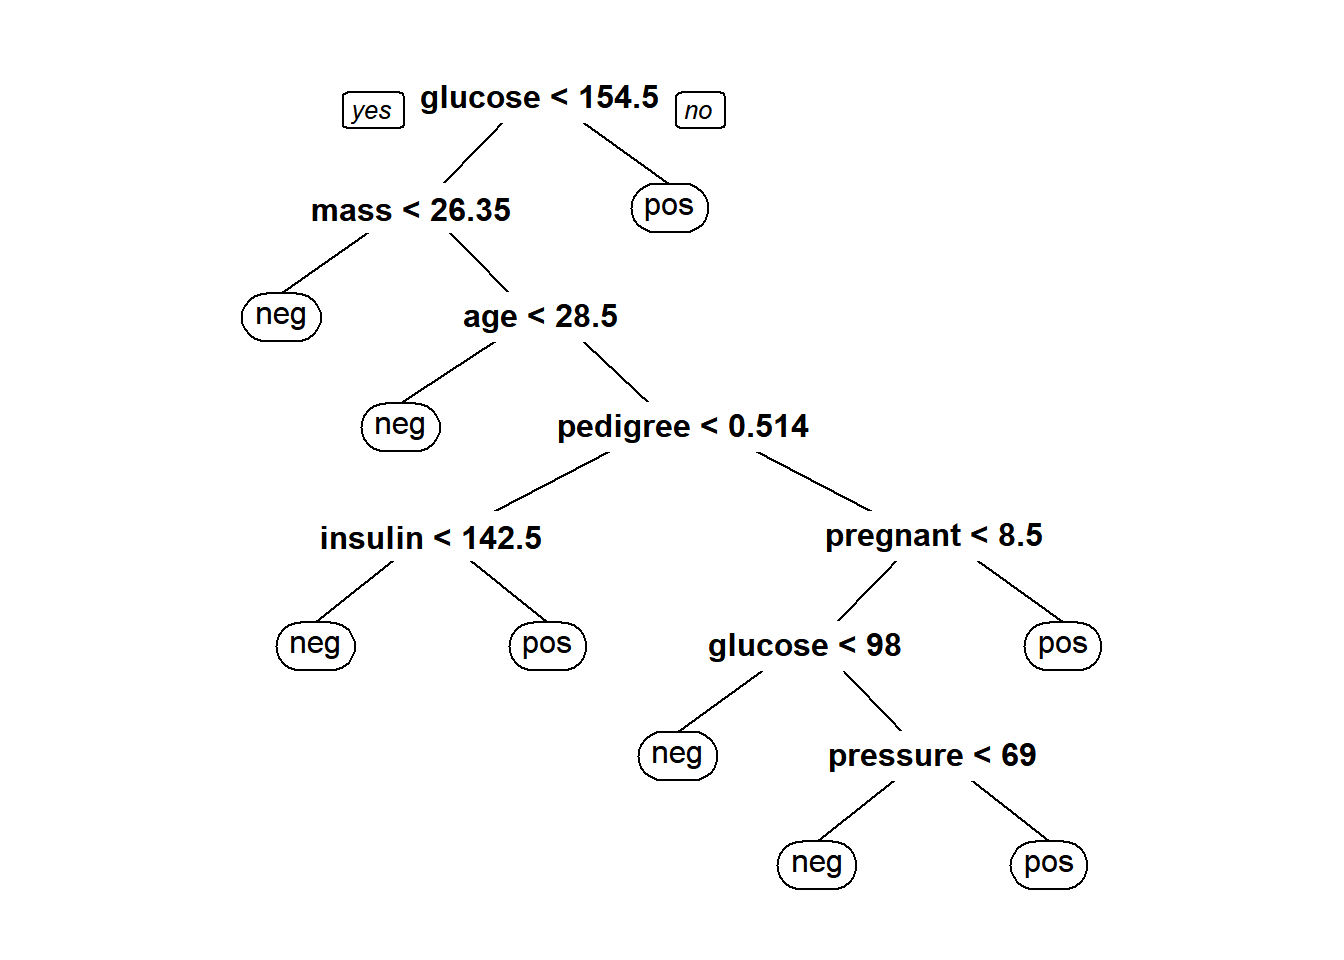 yes glucose < 154.5 no
mass < 26.35 pos
neg age < 28.5
neg pedigree < 0.514
insulin < 142.5 pregnant < 8.5
neg pos glucose < 98 pos
neg pressure < 69
neg pos